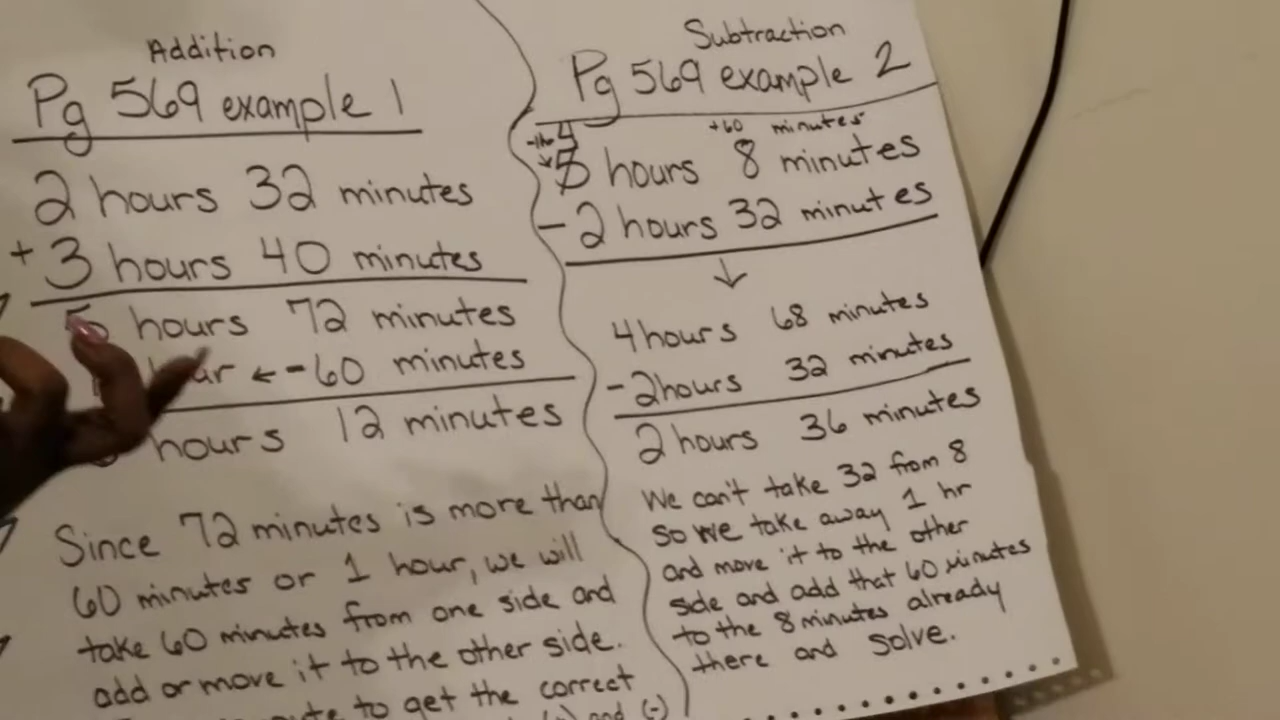 Addition
Pg 569 example 1
2 hours 32 minutes
+ 3 hours 40 minutes
5 hours 72 minutes
← - 60 minutes
hours 12 minutes
Since 72 minutes is more than
60 minutes or 1 hour, we will
take 60 minutes from one side and
add or move it to the other side.
to get the correct
and (-)
Subtraction
Pg 569 example 2
-1hr 4 +60 minutes
5 hours 8 minutes
- 2 hours 32 minutes
↓
4 hours 68 minutes
- 2 hours 32 minutes
2 hours 36 minutes
We can't take 32 from 8
so we take away 1 hr
and move it to the other
side and add that 60 minutes
to the 8 minutes already
there and solve.